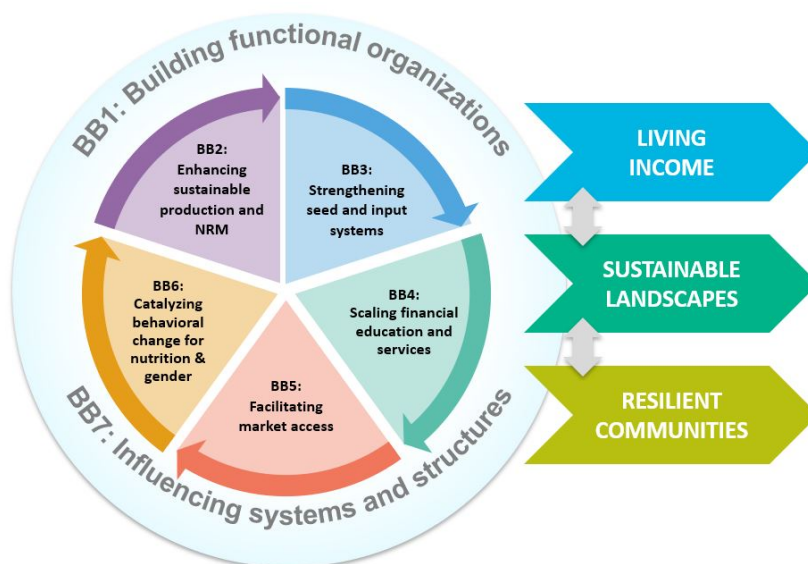 BB1: Building functional organizations
BB2:
Enhancing
sustainable
production and
NRM
BB3:
Strengthening
seed and input
systems
BB4:
Scaling financial
education and
services
BB5:
Facilitating
market access
BB6:
Catalyzing
behavioral
change for
nutrition &
gender
BB7: Influencing systems and structures
LIVING
INCOME
SUSTAINABLE
LANDSCAPES
RESILIENT
COMMUNITIES